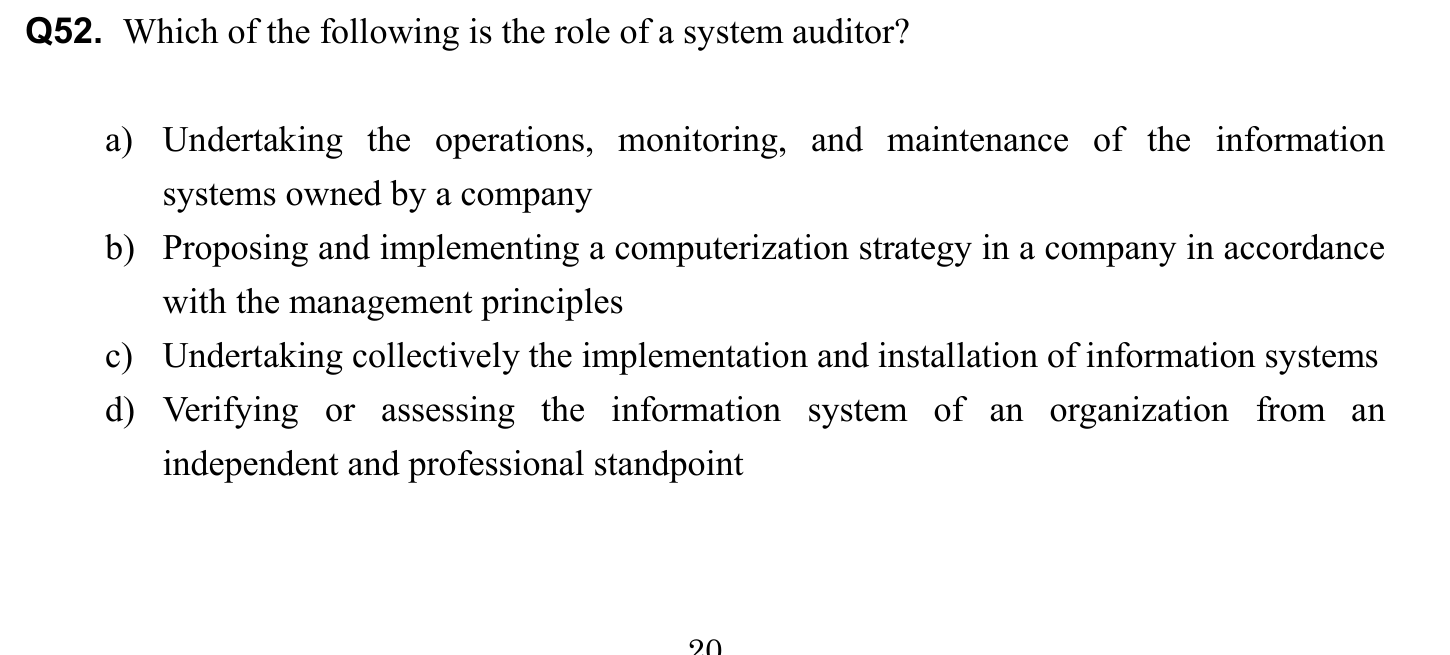 Q52. Which of the following is the role of a system auditor?
a) Undertaking the operations, monitoring, and maintenance of the information
systems owned by a company
b) Proposing and implementing a computerization strategy in a company in accordance
with the management principles
c) Undertaking collectively the implementation and installation of information systems
d) Verifying or assessing the information system of an organization from an
independent and professional standpoint
20